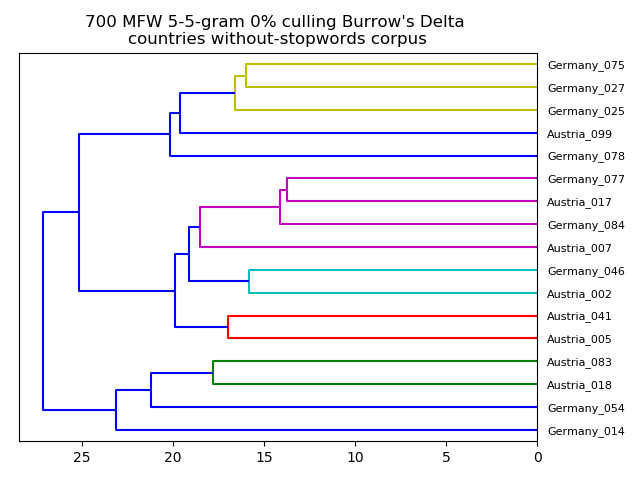 700 MFW 5-5-gram 0% culling Burrow's Delta
countries without-stopwords corpus
Germany_075
Germany_027
Germany_025
Austria_099
Germany_078
Germany_077
Austria_017
Germany_084
Austria_007
Germany_046
Austria_002
Austria_041
Austria_005
Austria_083
Austria_018
Germany_054
Germany_014
25 20 15 10 5 0